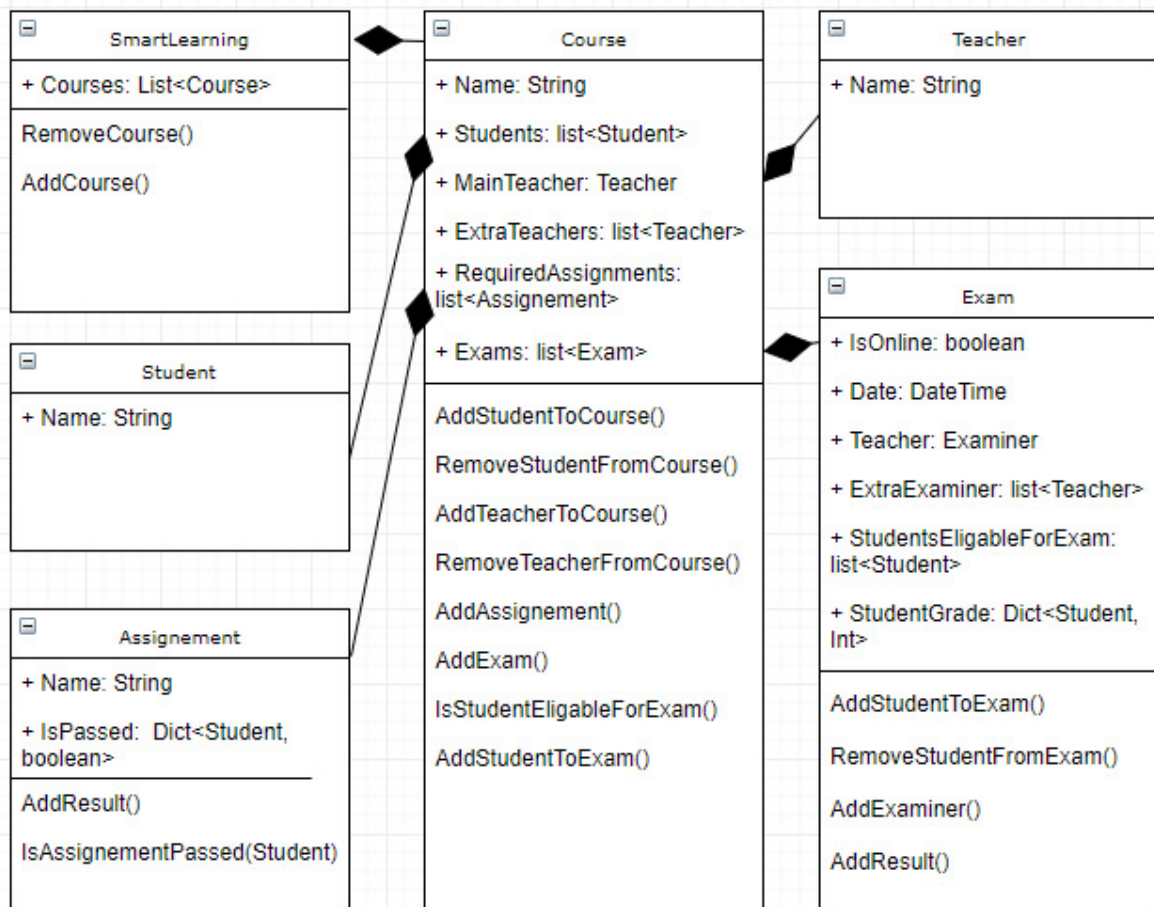 SmartLearning
+ Courses: List<Course>
RemoveCourse()
AddCourse()
Student
+ Name: String
Assignement
+ Name: String
+ IsPassed:  Dict<Student,
boolean>
AddResult()
IsAssignementPassed(Student)
Course
+ Name: String
+ Students: list<Student>
+ MainTeacher: Teacher
+ ExtraTeachers: list<Teacher>
+ RequiredAssignments:
list<Assignement>
+ Exams: list<Exam>
AddStudentToCourse()
RemoveStudentFromCourse()
AddTeacherToCourse()
RemoveTeacherFromCourse()
AddAssignement()
AddExam()
IsStudentEligableForExam()
AddStudentToExam()
Teacher
+ Name: String
Exam
+ IsOnline: boolean
+ Date: DateTime
+ Teacher: Examiner
+ ExtraExaminer: list<Teacher>
+ StudentsEligableForExam:
list<Student>
+ StudentGrade: Dict<Student,
Int>
AddStudentToExam()
RemoveStudentFromExam()
AddExaminer()
AddResult()